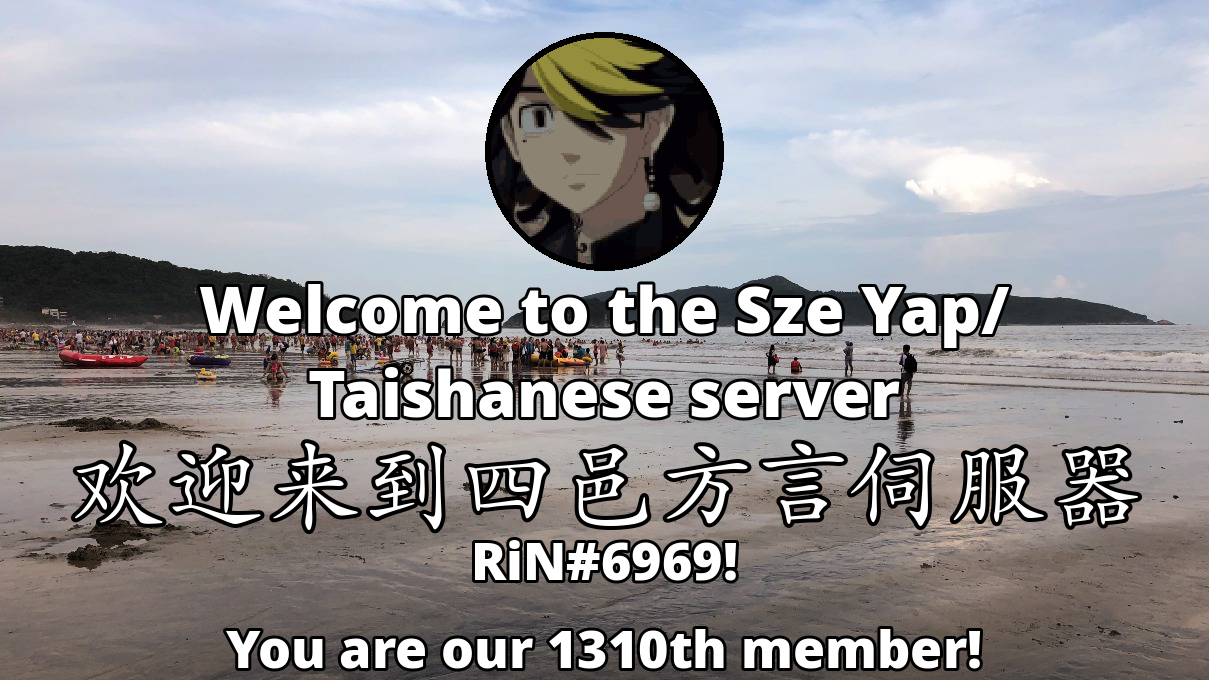 Welcome to the Sze Yap/
Taishanese server
欢迎来到四邑方言伺服器
RiN#6969!
You are our 1310th member!